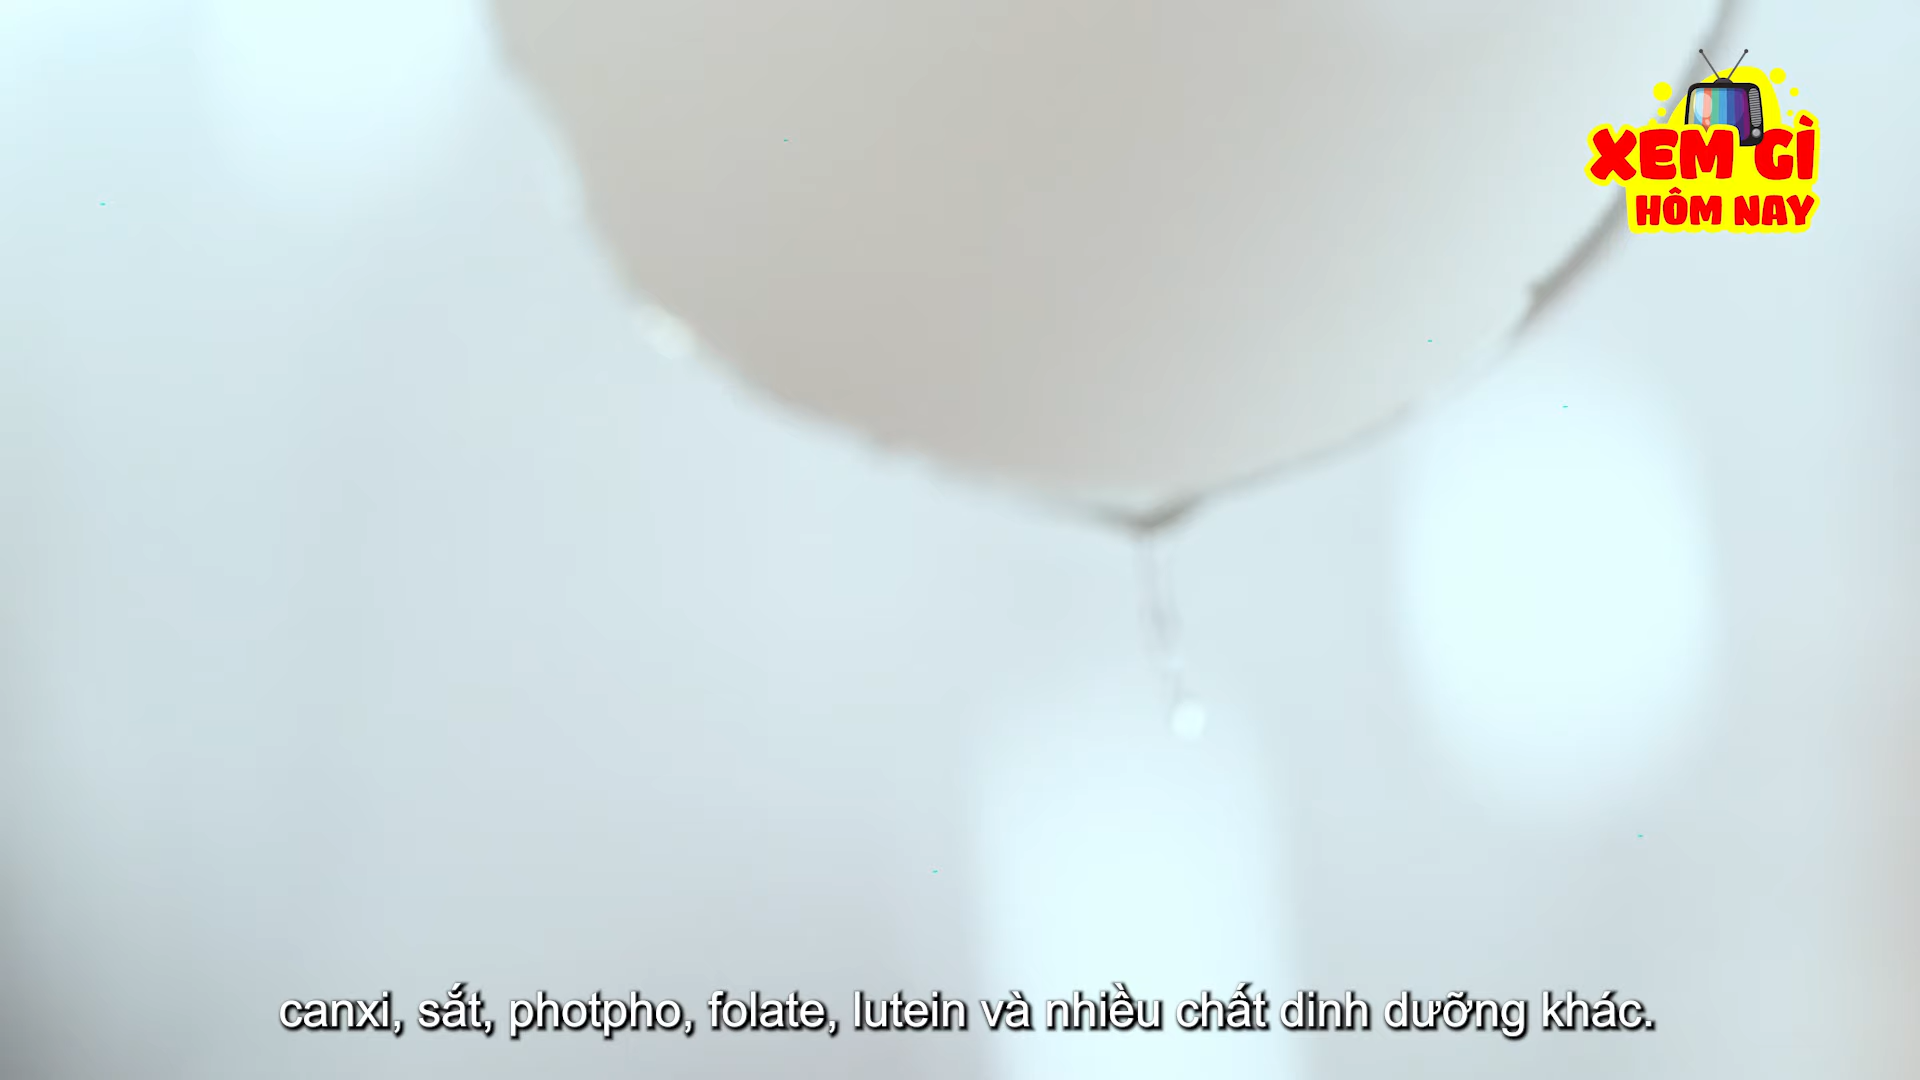 XEM GÌ
HÔM NAY
canxi, sắt, photpho, folate, lutein và nhiều chất dinh dưỡng khác.